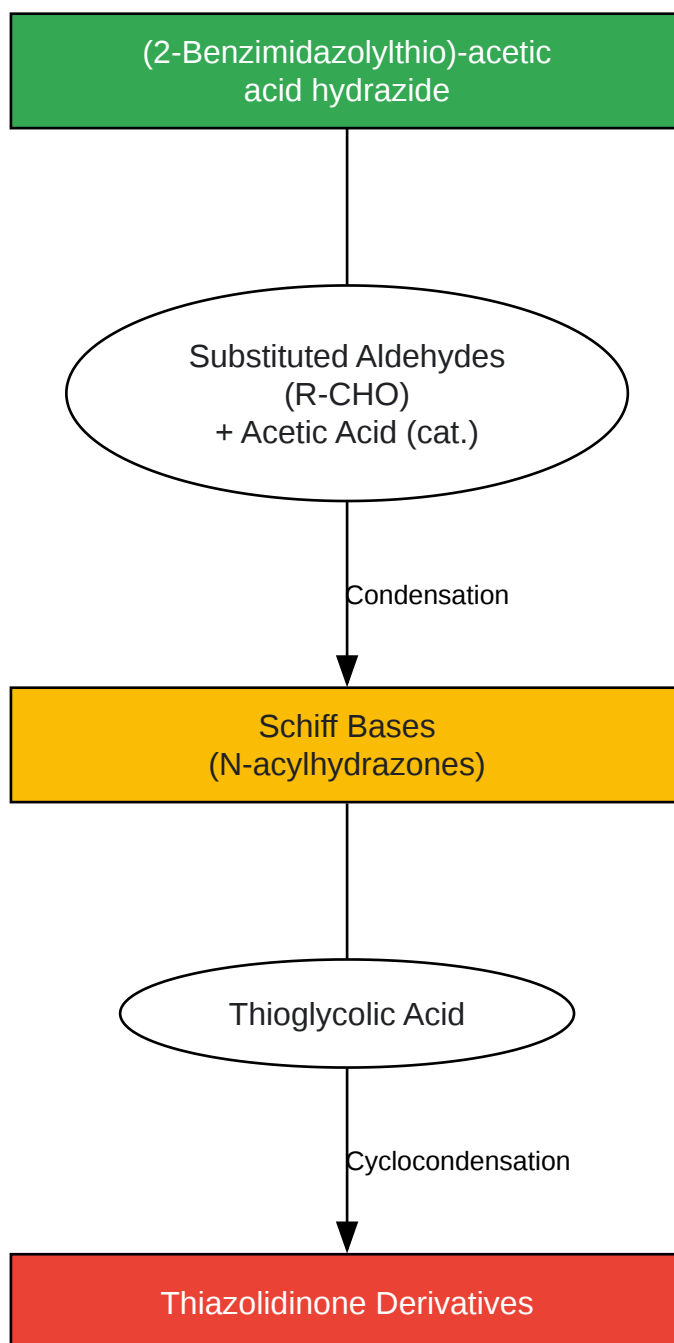 (2-Benzimidazolylthio)-acetic
acid hydrazide
Substituted Aldehydes
(R-CHO)
+ Acetic Acid (cat.)
Condensation
Schiff Bases
(N-acylhydrazones)
Thioglycolic Acid
Cyclocondensation
Thiazolidinone Derivatives